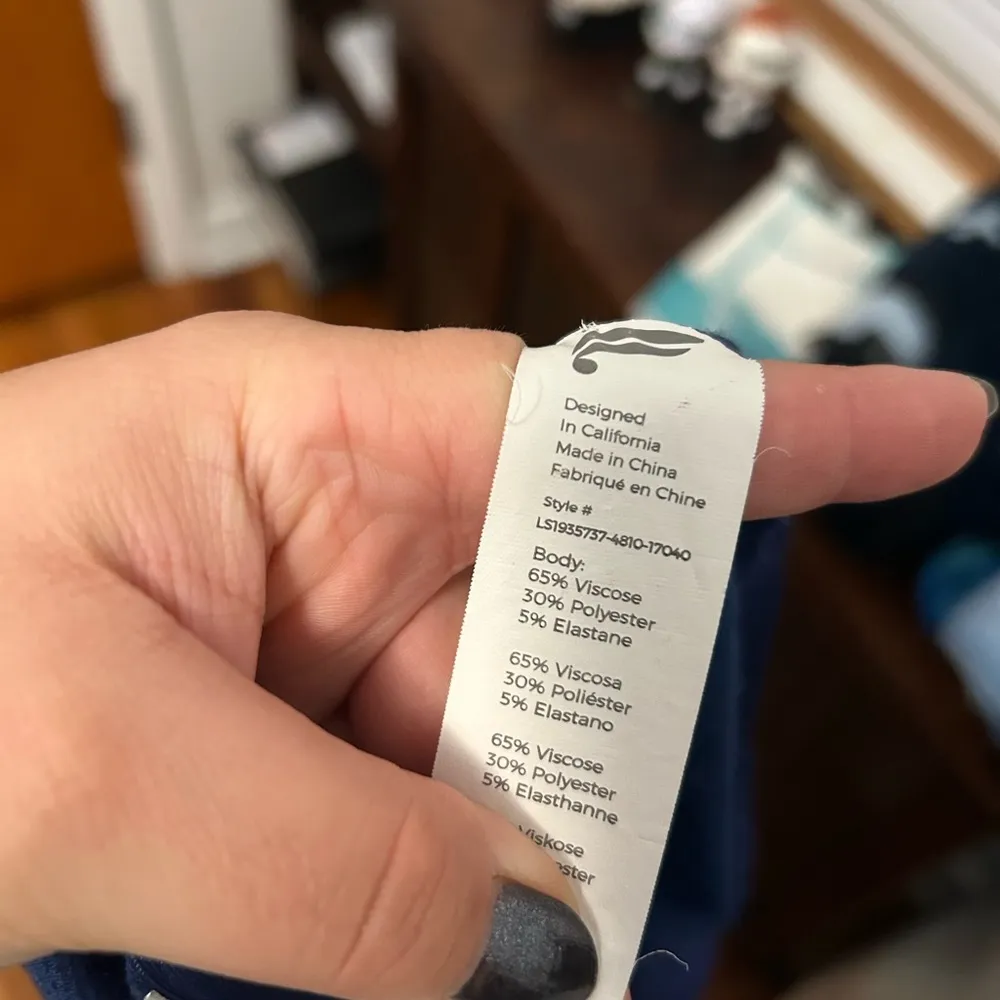 Designed
In California
Made in China
Fabriqué en Chine
Style #
LS1935737-4810-17040
Body:
65% Viscose
30% Polyester
5% Elastane
65% Viscosa
30% Poliéster
5% Elastano
65% Viscose
30% Polyester
5% Elasthanne
Viskose